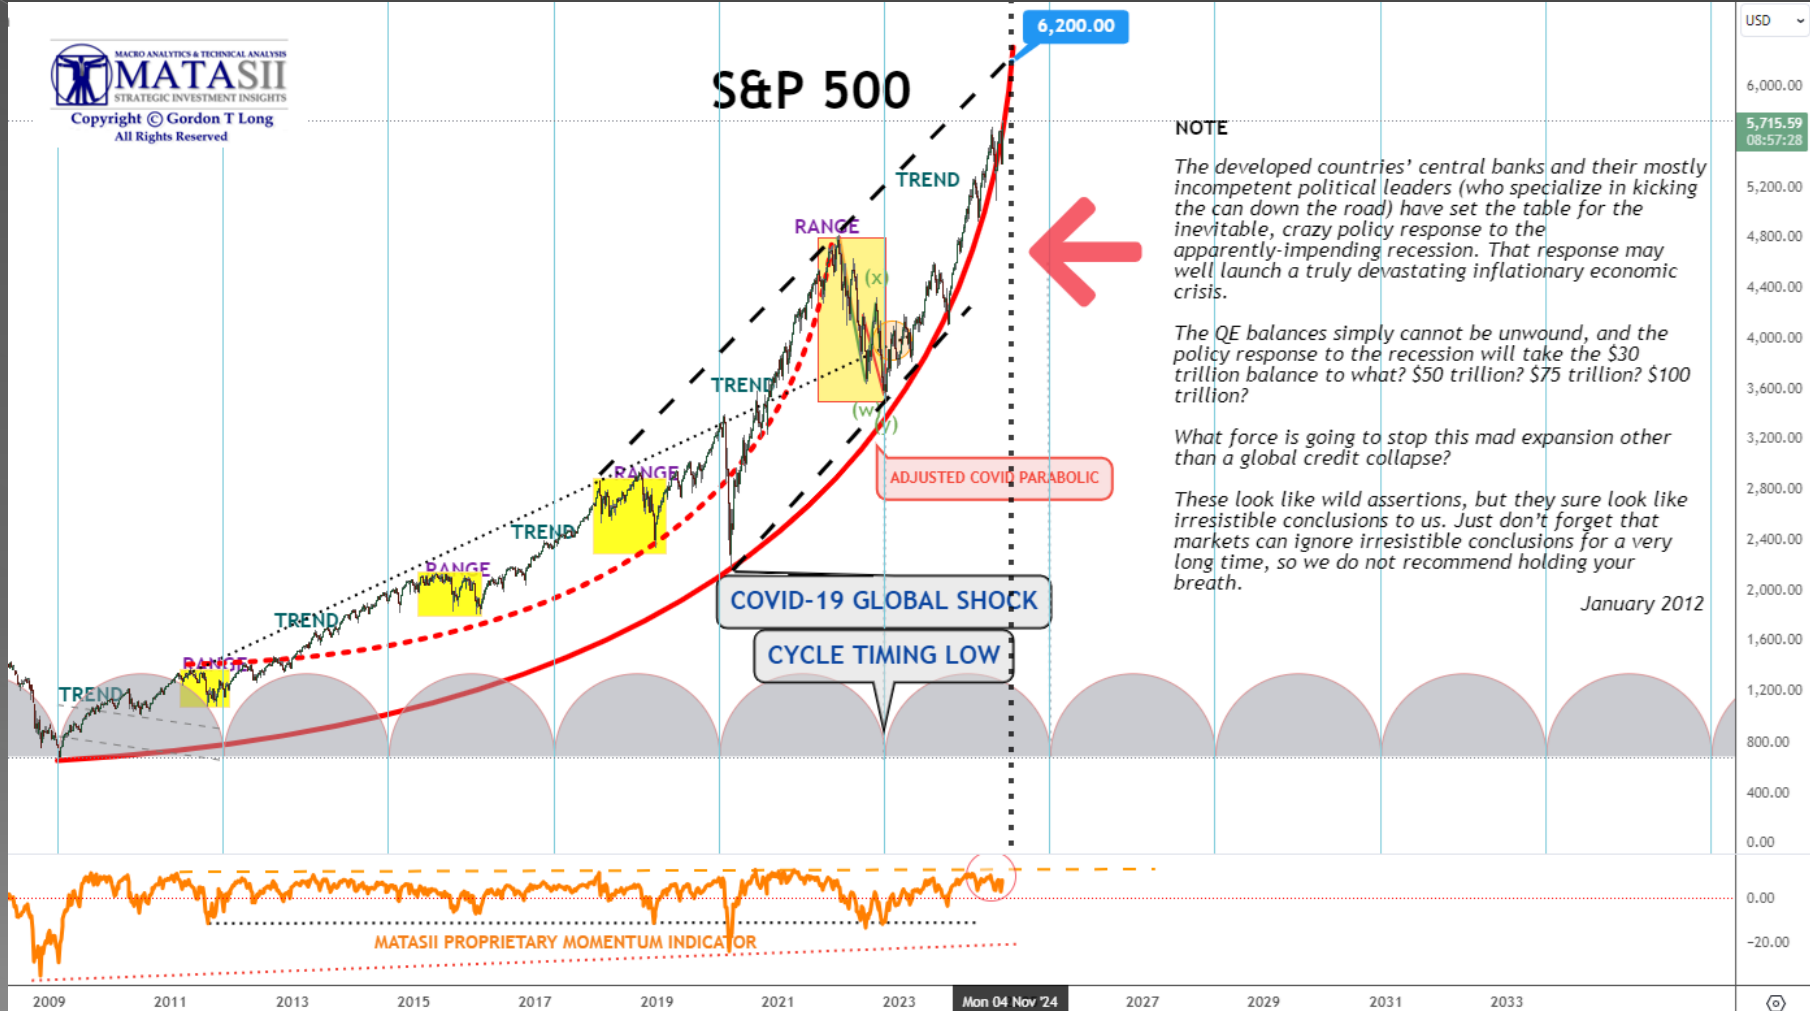 MACRO ANALYTICS & TECHNICAL ANALYSIS
MATASII
STRATEGIC INVESTMENT INSIGHTS
Copyright © Gordon T Long
All Rights Reserved
S&P 500
6,200.00
USD
6,000.00
5,715.59
08:57:28
5,200.00
4,800.00
4,400.00
4,000.00
3,600.00
3,200.00
2,800.00
2,400.00
2,000.00
1,600.00
1,200.00
800.00
400.00
0.00
0.00
−20.00
NOTE
The developed countries' central banks and their mostly
incompetent political leaders (who specialize in kicking
the can down the road) have set the table for the
inevitable, crazy policy response to the
apparently-impending recession. That response may
well launch a truly devastating inflationary economic
crisis.
The QE balances simply cannot be unwound, and the
policy response to the recession will take the $30
trillion balance to what? $50 trillion? $75 trillion? $100
trillion?
What force is going to stop this mad expansion other
than a global credit collapse?
These look like wild assertions, but they sure look like
irresistible conclusions to us. Just don't forget that
markets can ignore irresistible conclusions for a very
long time, so we do not recommend holding your
breath.
January 2012
TREND
RANGE
(x)
TREND
(w)
(y)
RANGE
TREND
RANGE
TREND
RANGE
TREND
ADJUSTED COVID PARABOLIC
COVID-19 GLOBAL SHOCK
CYCLE TIMING LOW
MATASII PROPRIETARY MOMENTUM INDICATOR
2009
2011
2013
2015
2017
2019
2021
2023
Mon 04 Nov '24
2027
2029
2031
2033